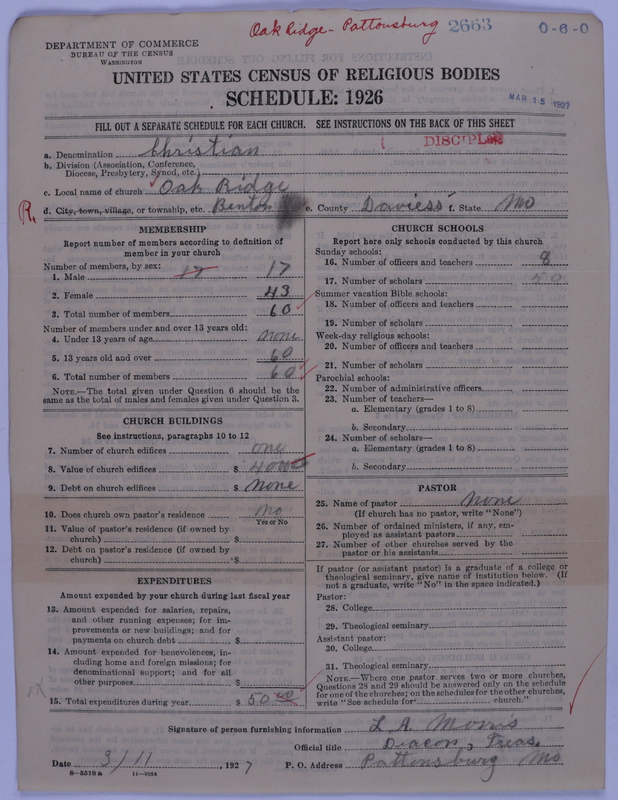 Oak Ridge - Pattonsburg 2663 0-6-0
DEPARTMENT OF COMMERCE
BUREAU OF THE CENSUS
WASHINGTON
UNITED STATES CENSUS OF RELIGIOUS BODIES
SCHEDULE: 1926
MAR 15 1927
FILL OUT A SEPARATE SCHEDULE FOR EACH CHURCH. SEE INSTRUCTIONS ON THE BACK OF THIS SHEET
DISCIPLES
a. Denomination Christian
b. Division (Association, Conference,
Diocese, Presbytery, Synod, etc.)
c. Local name of church Oak Ridge
d. City, town, village, or township, etc. Benton e. County Daviess f. State Mo
MEMBERSHIP
Report number of members according to definition of
member in your church
Number of members, by sex:
1. Male 17 17
2. Female 43
3. Total number of members 60
Number of members under and over 13 years old:
4. Under 13 years of age none
5. 13 years old and over 60
6. Total number of members 60
NOTE.—The total given under Question 6 should be the
same as the total of males and females given under Question 3.
CHURCH BUILDINGS
See instructions, paragraphs 10 to 12
7. Number of church edifices one
8. Value of church edifices $ 4000
9. Debt on church edifices $ none
10. Does church own pastor's residence No
Yes or No
11. Value of pastor's residence (if owned by
church) $
12. Debt on pastor's residence (if owned by
church) $
EXPENDITURES
Amount expended by your church during last fiscal year
13. Amount expended for salaries, repairs,
and other running expenses; for im-
provements or new buildings; and for
payments on church debt $
14. Amount expended for benevolences, in-
cluding home and foreign missions; for
denominational support; and for all
other purposes $
15. Total expenditures during year $ 50.00
CHURCH SCHOOLS
Report here only schools conducted by this church
Sunday schools:
16. Number of officers and teachers 8
17. Number of scholars 50
Summer vacation Bible schools:
18. Number of officers and teachers
19. Number of scholars
Week-day religious schools:
20. Number of officers and teachers
21. Number of scholars
Parochial schools:
22. Number of administrative officers
23. Number of teachers—
a. Elementary (grades 1 to 8)
b. Secondary
24. Number of scholars—
a. Elementary (grades 1 to 8)
b. Secondary
PASTOR
25. Name of pastor None
(If church has no pastor, write "None")
26. Number of ordained ministers, if any, em-
ployed as assistant pastors
27. Number of other churches served by the
pastor or his assistants
If pastor (or assistant pastor) is a graduate of a college or
theological seminary, give name of institution below. (If
not a graduate, write "No" in the space indicated.)
Pastor:
28. College
29. Theological seminary
Assistant pastor:
30. College
31. Theological seminary
NOTE.—Where one pastor serves two or more churches,
Questions 28 and 29 should be answered only on the schedule
for one of the churches; on the schedules for the other churches,
write "See schedule for church."
Signature of person furnishing information L A Morris
Official title Deacon, Treas.
Date 3/11, 1927 P. O. Address Pattonsburg Mo
8-5518 a 11-9024